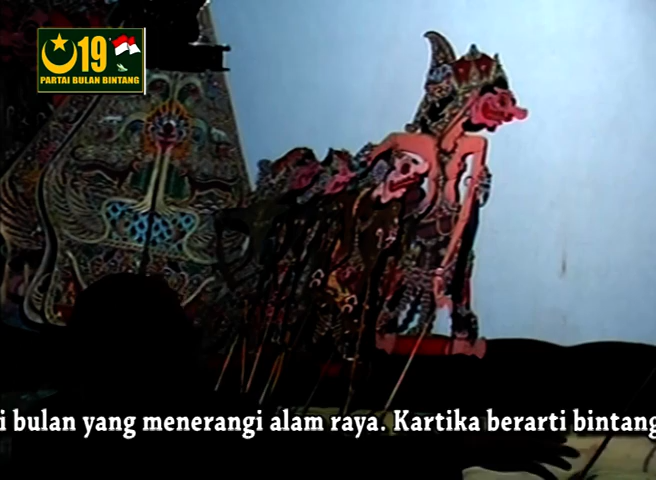 19
PARTAI BULAN BINTANG
bulan yang menerangi alam raya. Kartika berarti bintang